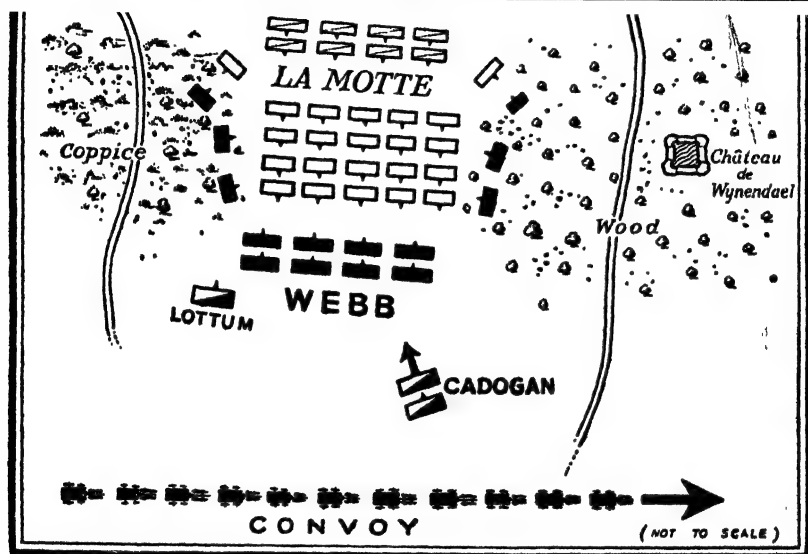 LA MOTTE
Coppice
Château
de
Wynendael
Wood
WEBB
LOTTUM
CADOGAN
CONVOY
(NOT TO SCALE)